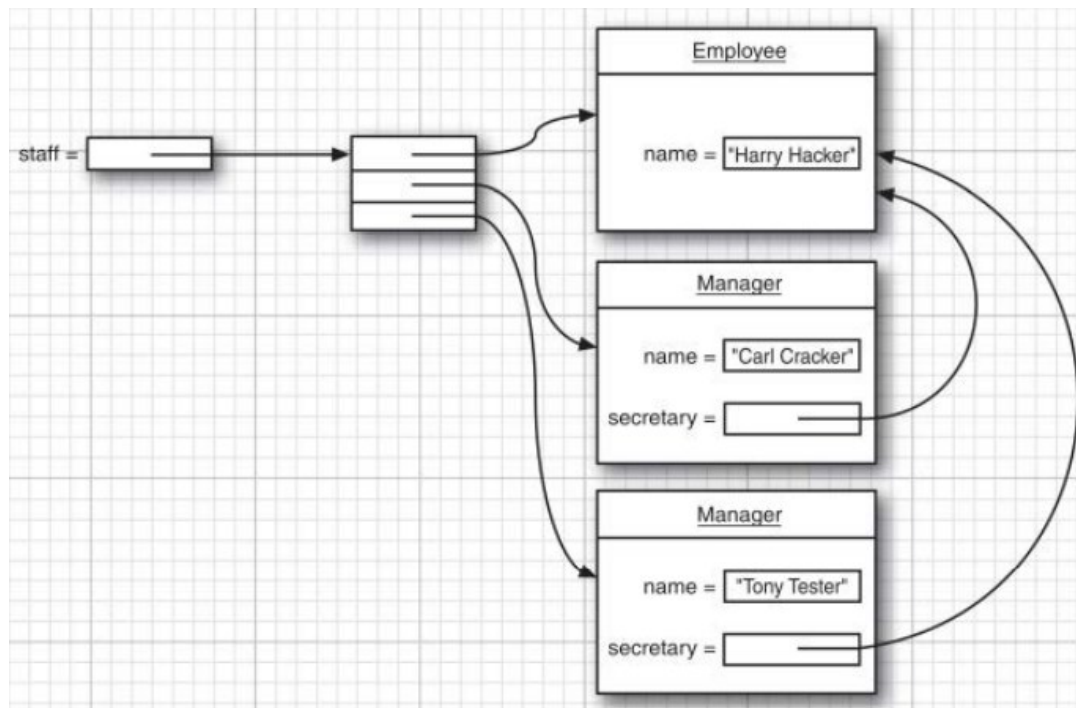 Employee
staff =
name = "Harry Hacker"
Manager
name = "Carl Cracker"
secretary =
Manager
name = "Tony Tester"
secretary =